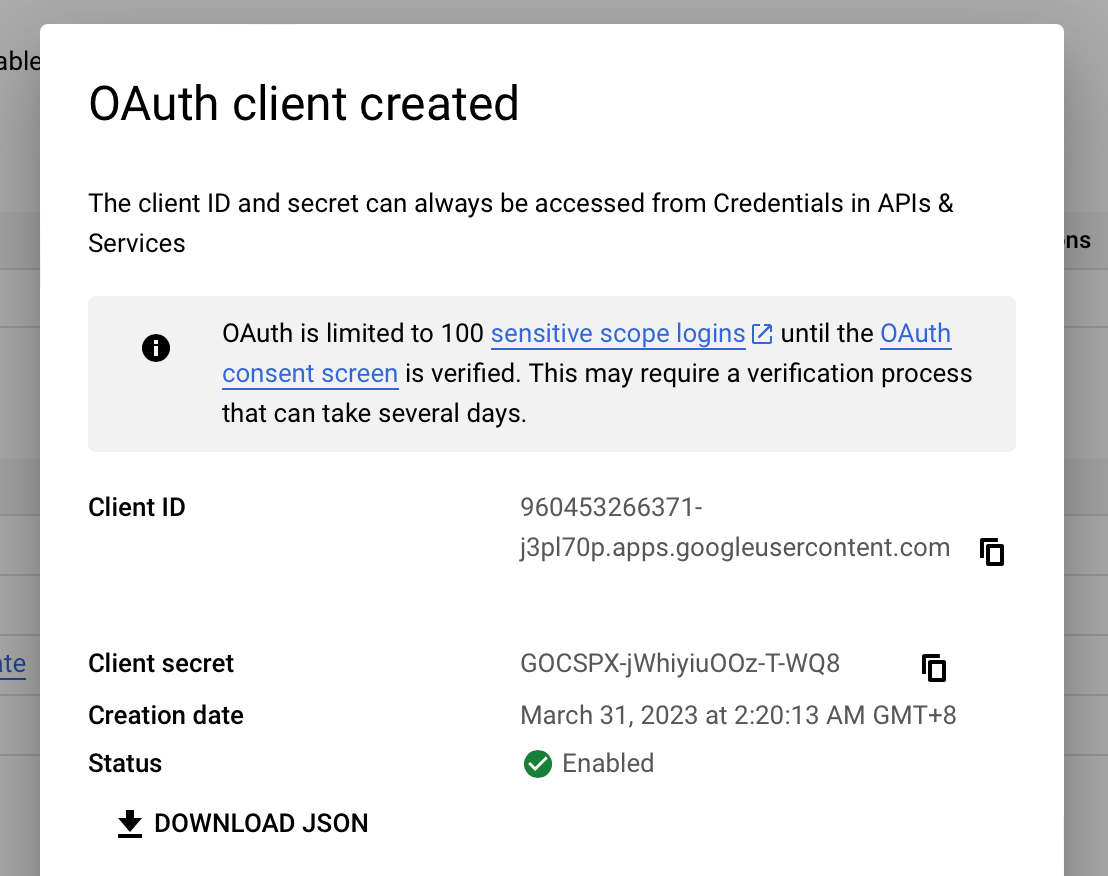 able
OAuth client created
The client ID and secret can always be accessed from Credentials in APIs &
Services
ons
OAuth is limited to 100 sensitive scope logins until the OAuth
consent screen is verified. This may require a verification process
that can take several days.
Client ID
960453266371-
j3pl70p.apps.googleusercontent.com
ate
Client secret
GOCSPX-jWhiyiuOOz-T-WQ8
Creation date
March 31, 2023 at 2:20:13 AM GMT+8
Status
Enabled
DOWNLOAD JSON